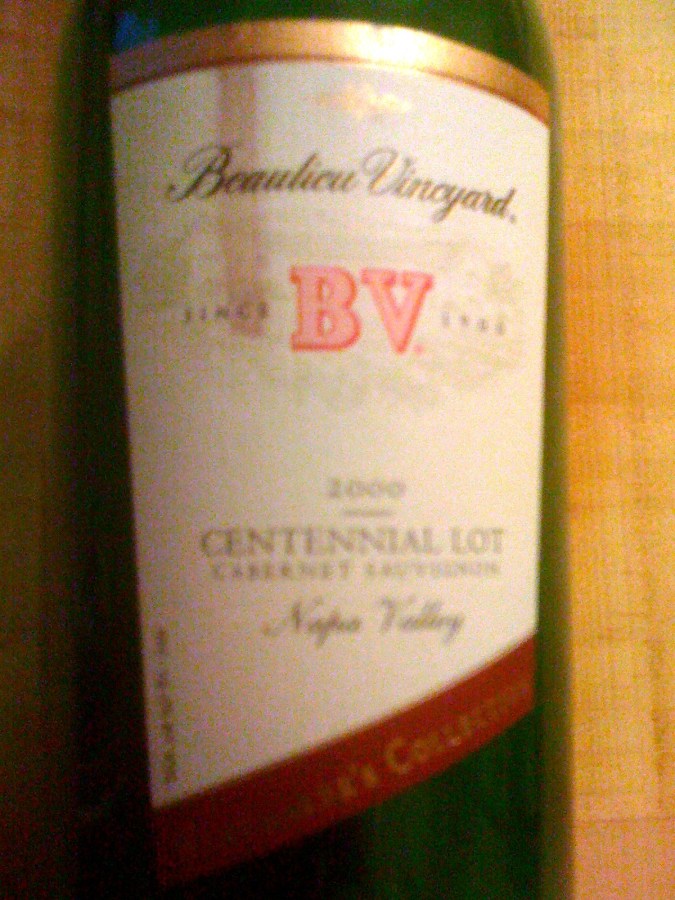 Beaulieu Vineyard.
SINCE BV. 1900
2000
CENTENNIAL LOT
CABERNET SAUVIGNON
Napa Valley
COLLECTION